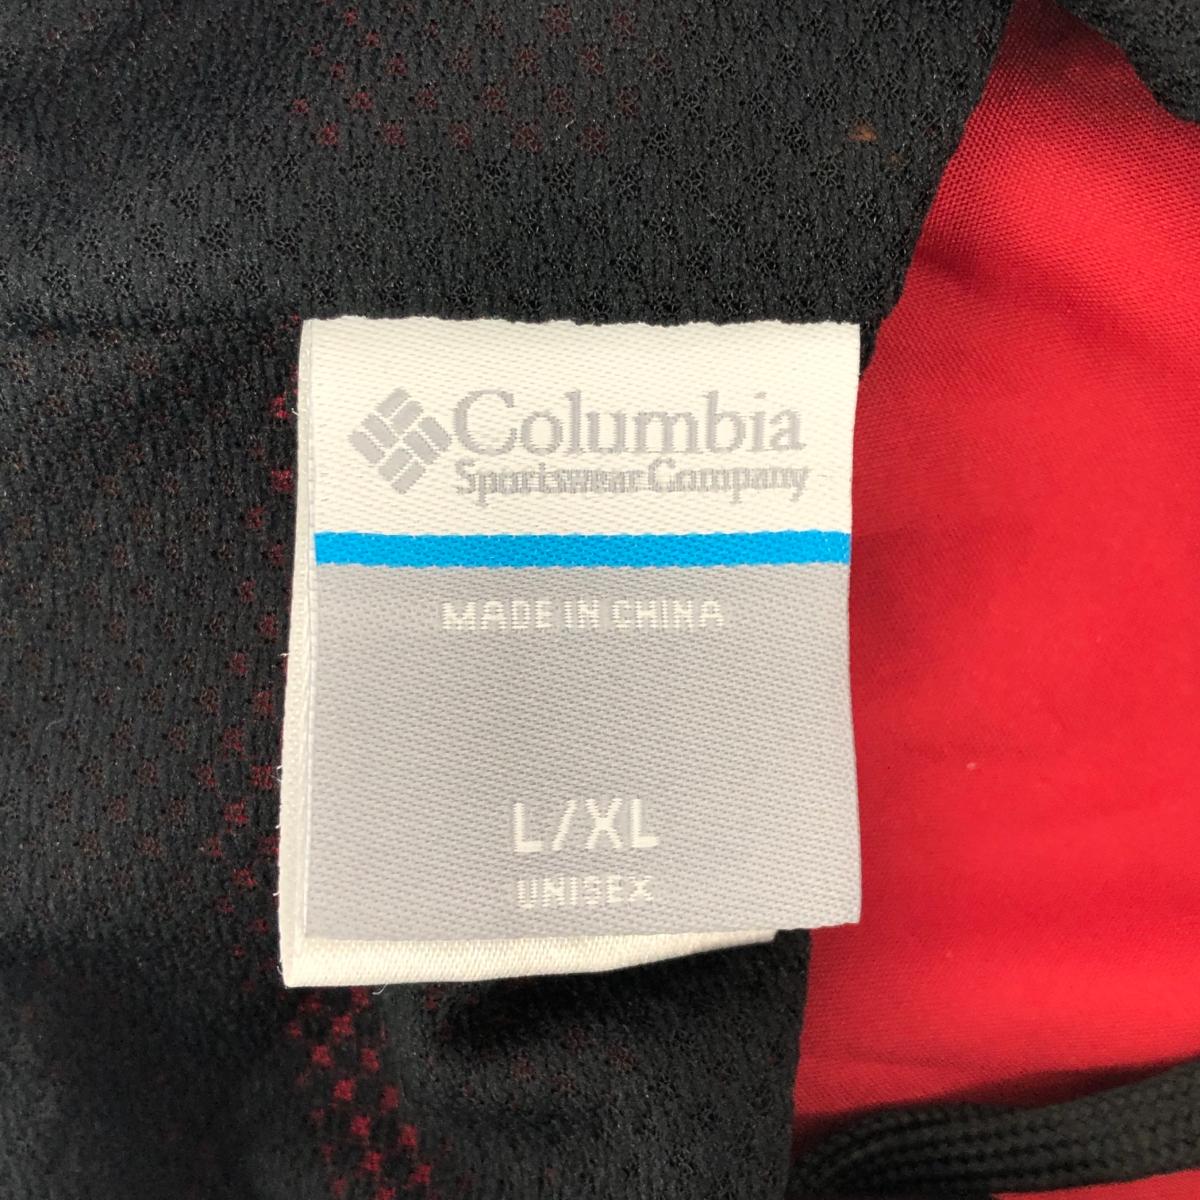 Columbia
Sportswear Company
MADE IN CHINA
L/XL
UNISEX